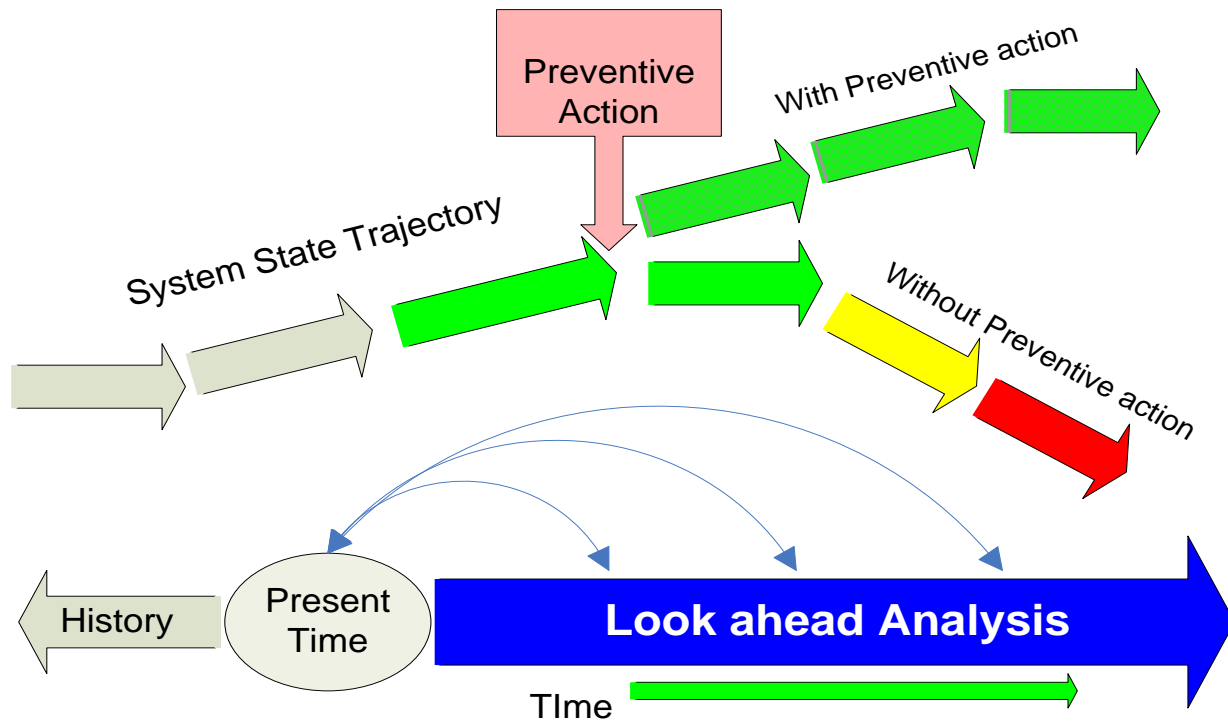 Preventive
Action
With Preventive action
System State Trajectory
Without Preventive action
History
Present
Time
Look ahead Analysis
TIme